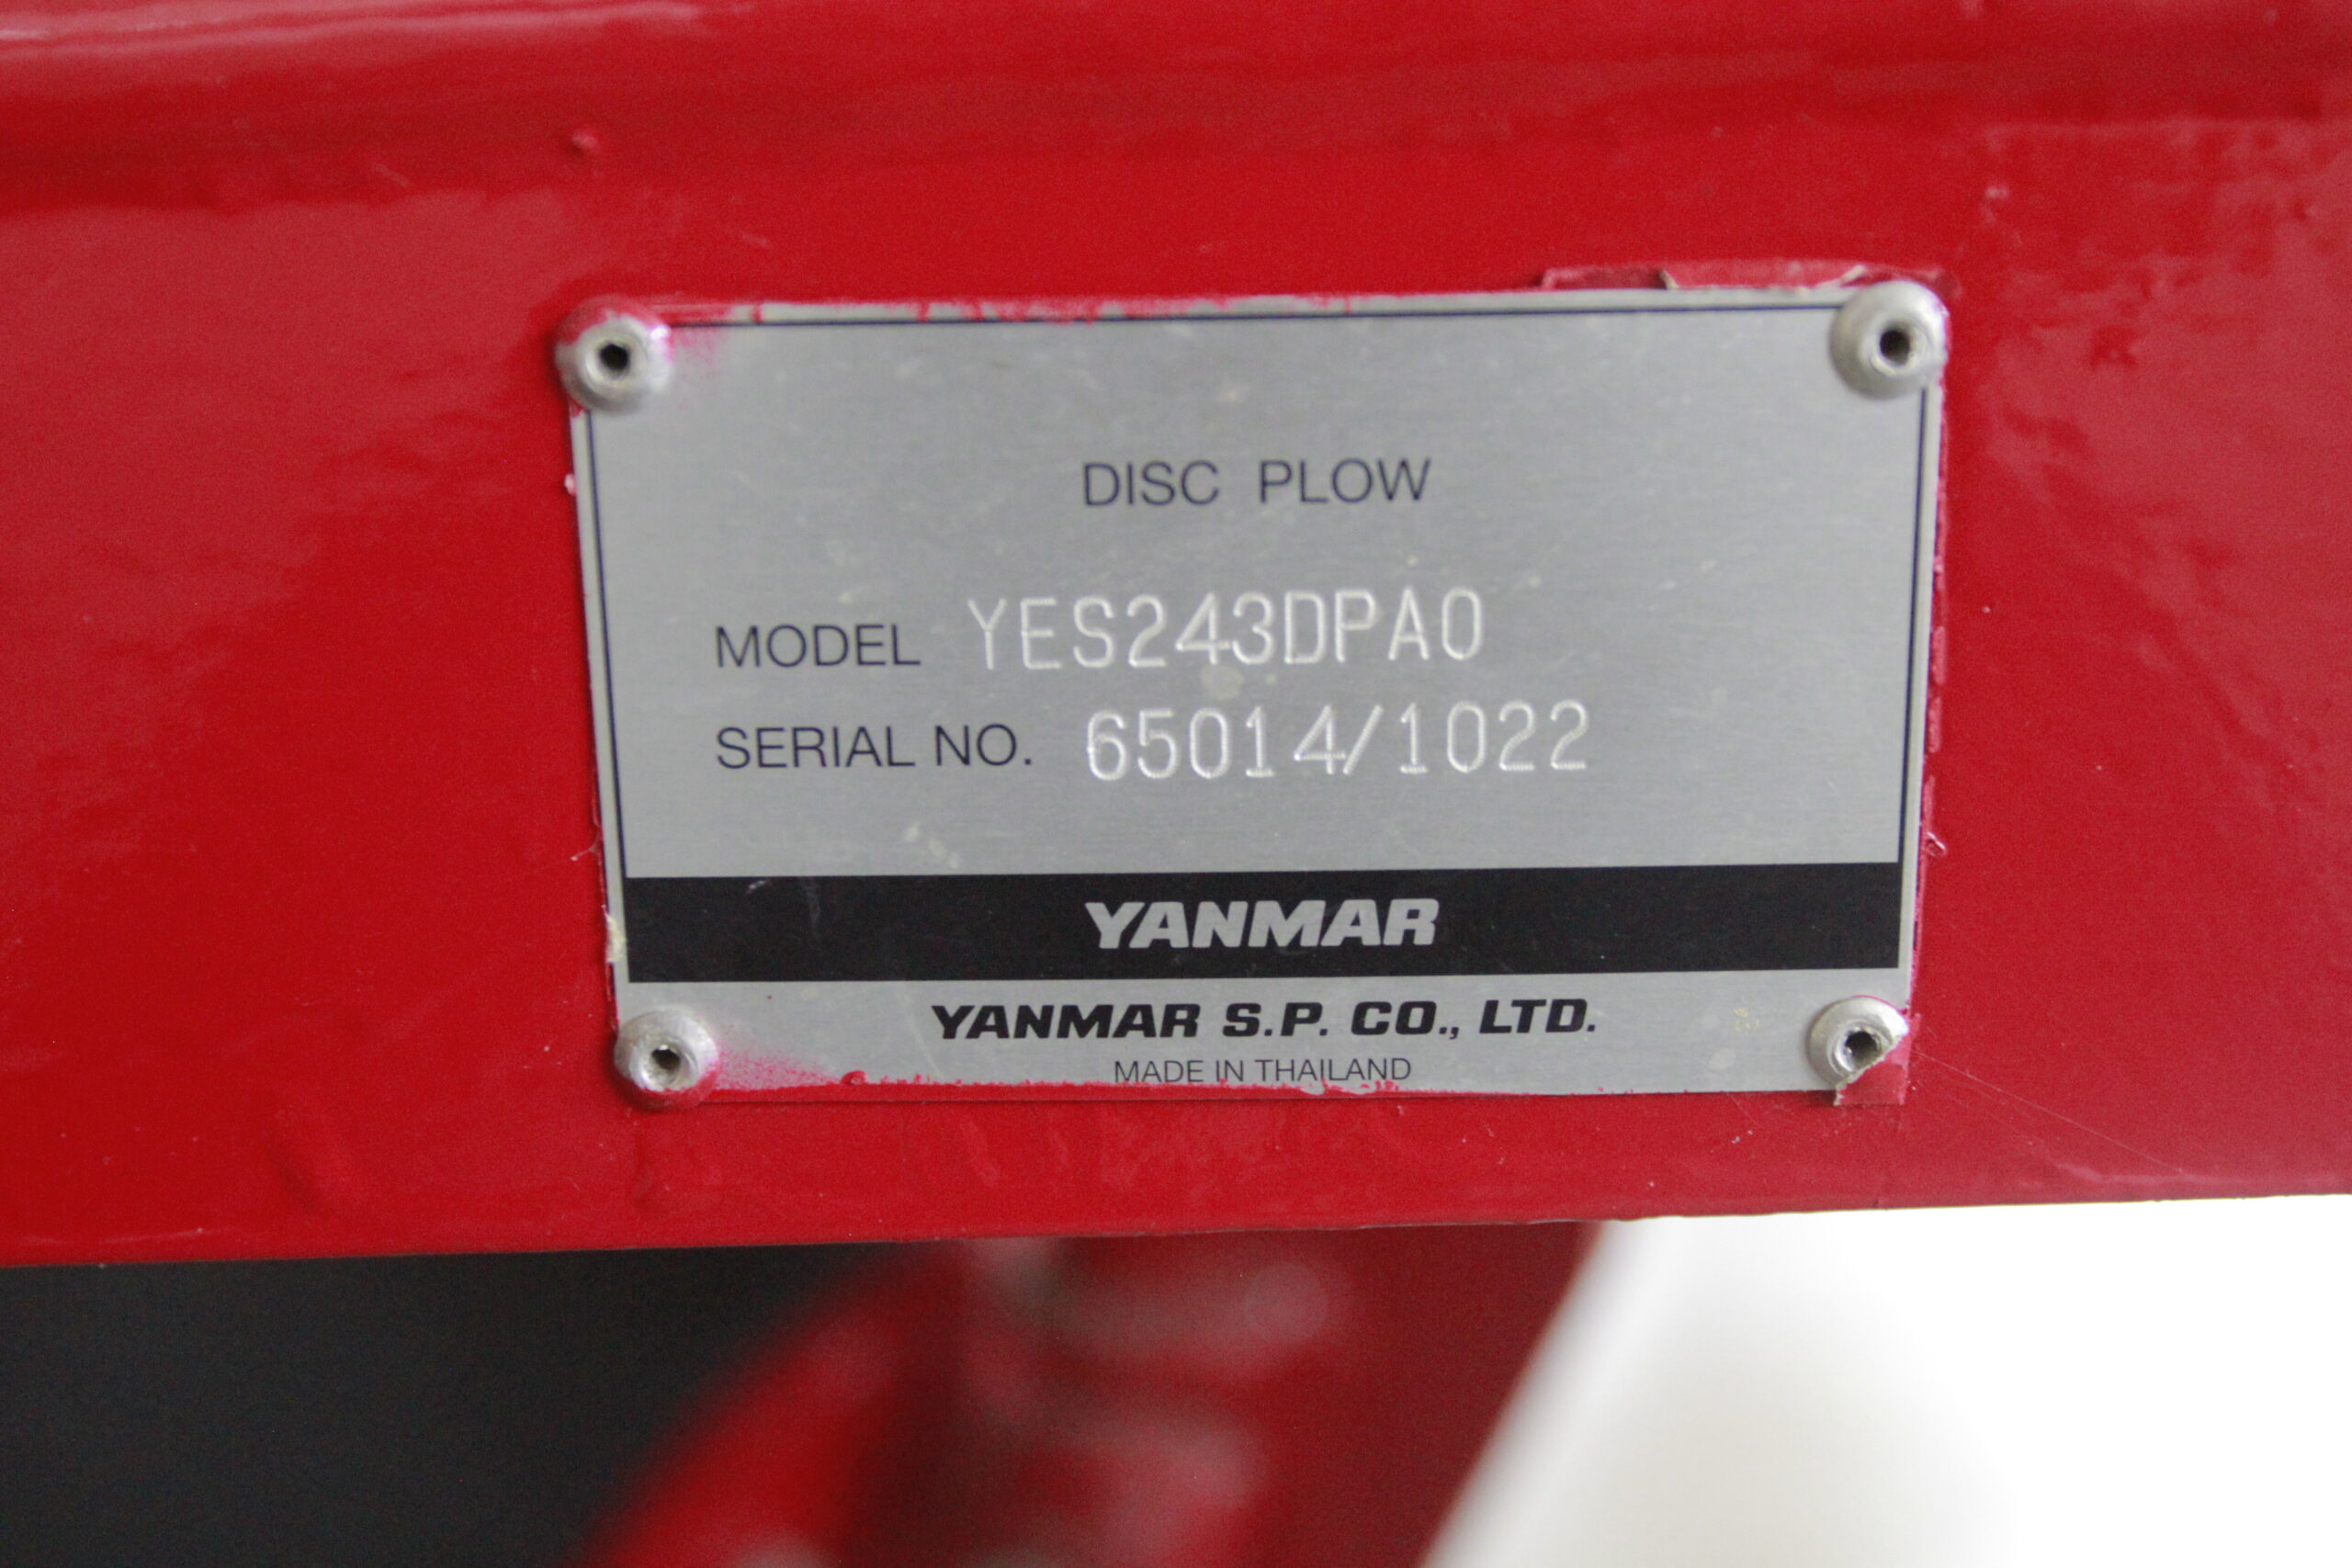 DISC PLOW
MODEL YES243DPA0
SERIAL NO. 65014/1022
YANMAR
YANMAR S.P. CO., LTD.
MADE IN THAILAND